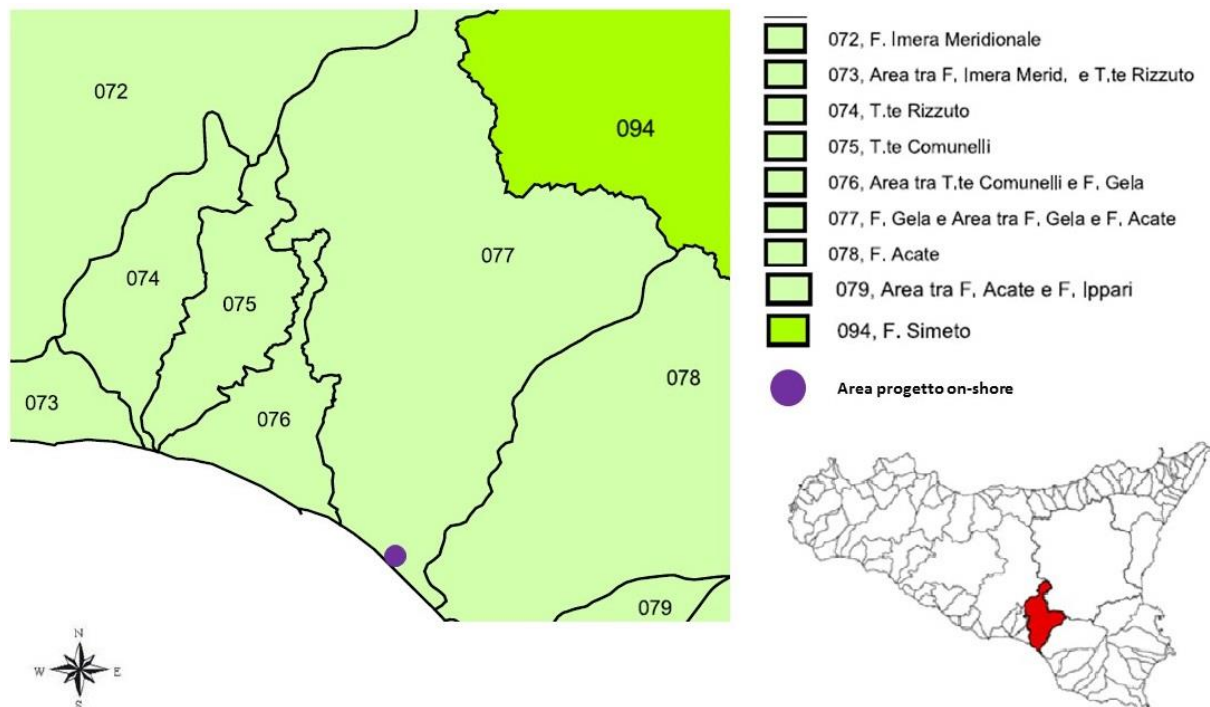 072
094
077
074
075
078
073
076
079
N
W E
S
072, F. Imera Meridionale
073, Area tra F, Imera Merid, e T,te Rizzuto
074, T.te Rizzuto
075, T.te Comunelli
076, Area tra T,te Comunelli e F, Gela
077, F, Gela e Area tra F, Gela e F, Acate
078, F. Acate
079, Area tra F, Acate e F, Ippari
094, F. Simeto
Area progetto on-shore